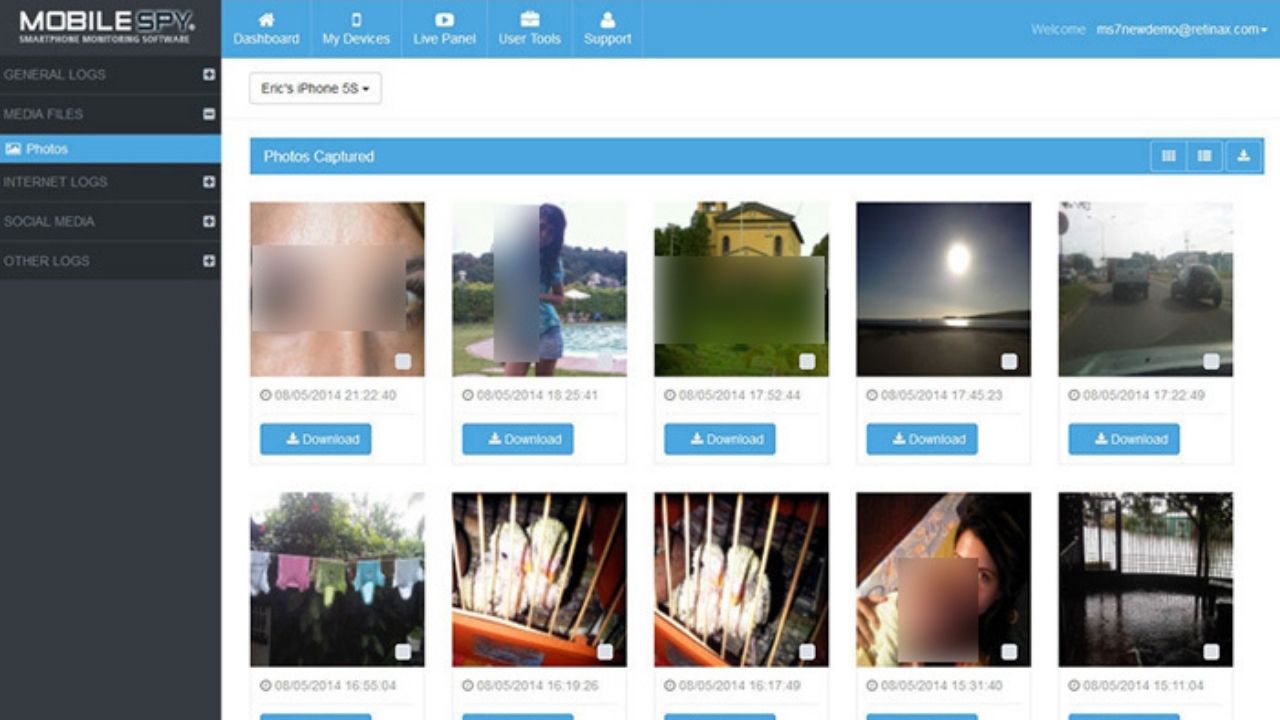 MOBILE SPY.
SMARTPHONE MONITORING SOFTWARE
Dashboard
My Devices
Live Panel
User Tools
Support
Welcome ms7newdemo@retinax.com
GENERAL LOGS
MEDIA FILES
Photos
INTERNET LOGS
SOCIAL MEDIA
OTHER LOGS
Eric's iPhone 5S
Photos Captured
08/05/2014 21:22:40
08/05/2014 18:25:41
08/05/2014 17:52:44
08/05/2014 17:45:23
08/05/2014 17:22:49
Download
Download
Download
Download
Download
08/05/2014 16:55:04
08/05/2014 16:19:26
08/05/2014 16:17:49
08/05/2014 15:31:40
08/05/2014 15:11:04